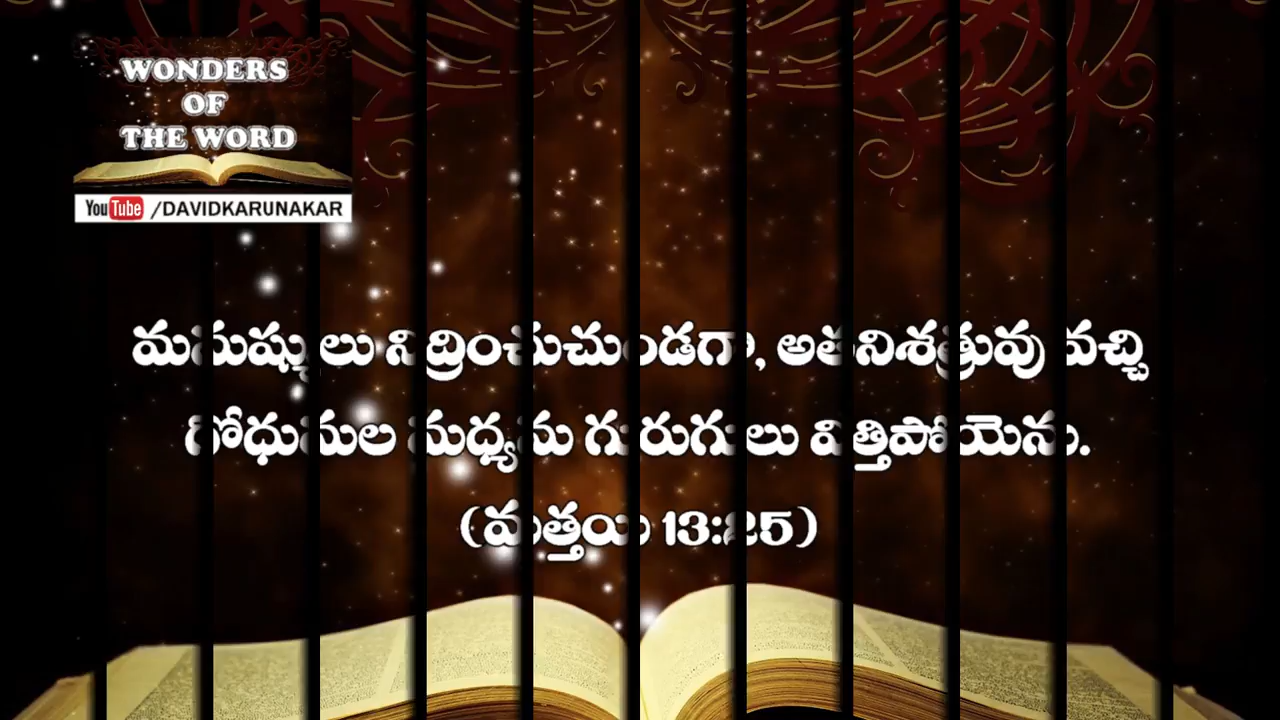 WONDERS
OF
THE WORD
YouTube /DAVIDKARUNAKAR
మనుష్యులు నిద్రించుచుండగా, అతనిశత్రువు వచ్చి
గోధుమల మధ్యను గురుగులు విత్తిపోయెను.
(మత్తయి 13:25)